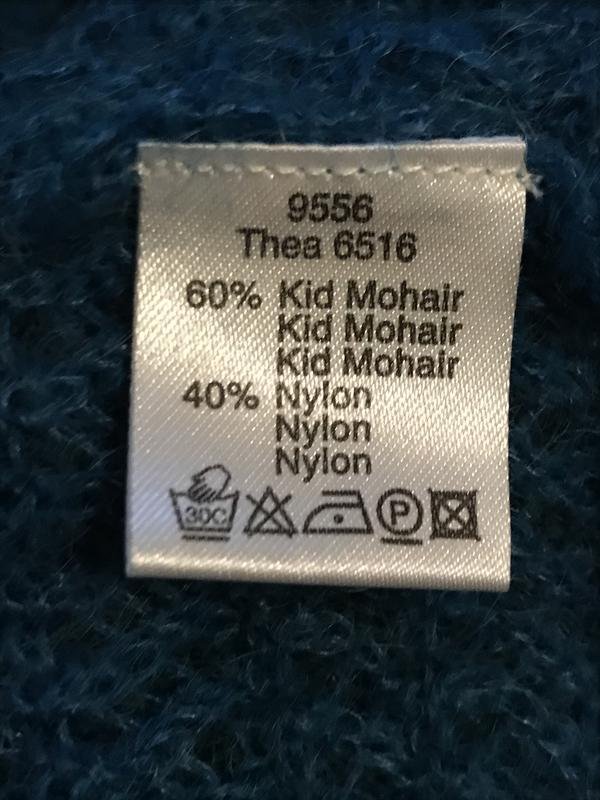 9556
Thea 6516
60% Kid Mohair
Kid Mohair
Kid Mohair
40% Nylon
Nylon
Nylon
30C P